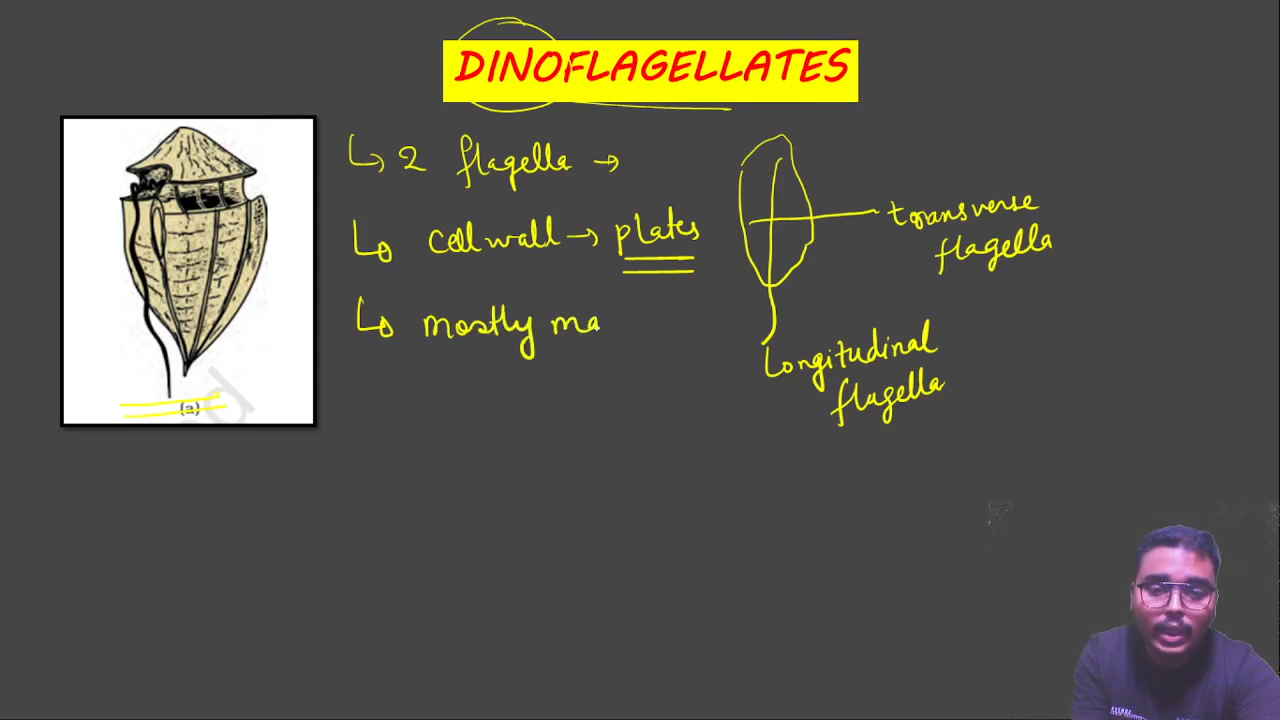 DINOFLAGELLATES
↳ 2 flagella →
↳ cell wall → plates
↳ mostly ma
transverse
flagella
Longitudinal
flagella
(a)